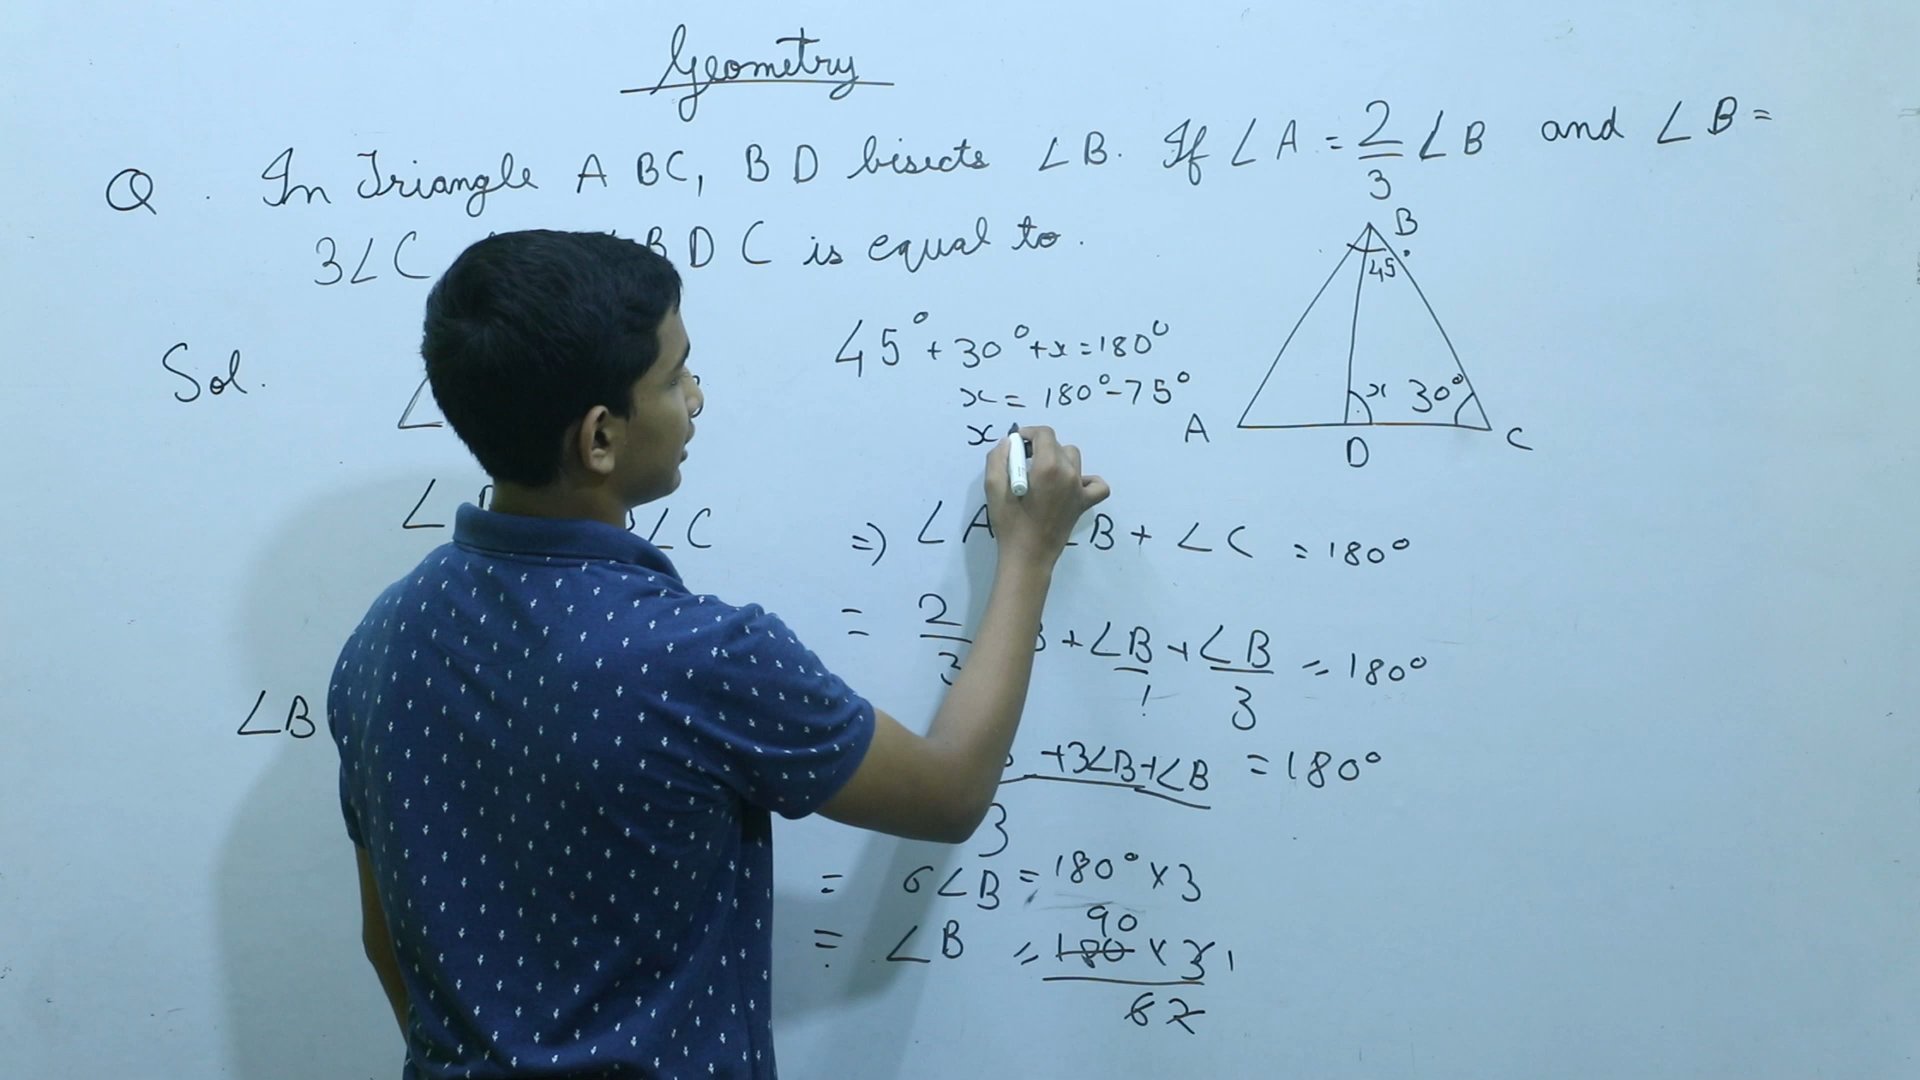 Geometry
Q. In Triangle ABC, BD bisects ∠B. If ∠A = 2/3 ∠B and ∠B =
3∠C BDC is equal to.
Sol.
45° + 30° + x = 180°
x = 180° - 75°
x
B
45°
x 30°
A
D
C
∠C
=> ∠A ∠B + ∠C = 180°
= 2/3 B + ∠B/1 + ∠B/3 = 180°
∠B
+3∠B+∠B = 180°
3
= 6∠B = 180° × 3
90
= ∠B = 180 × 3 1
62